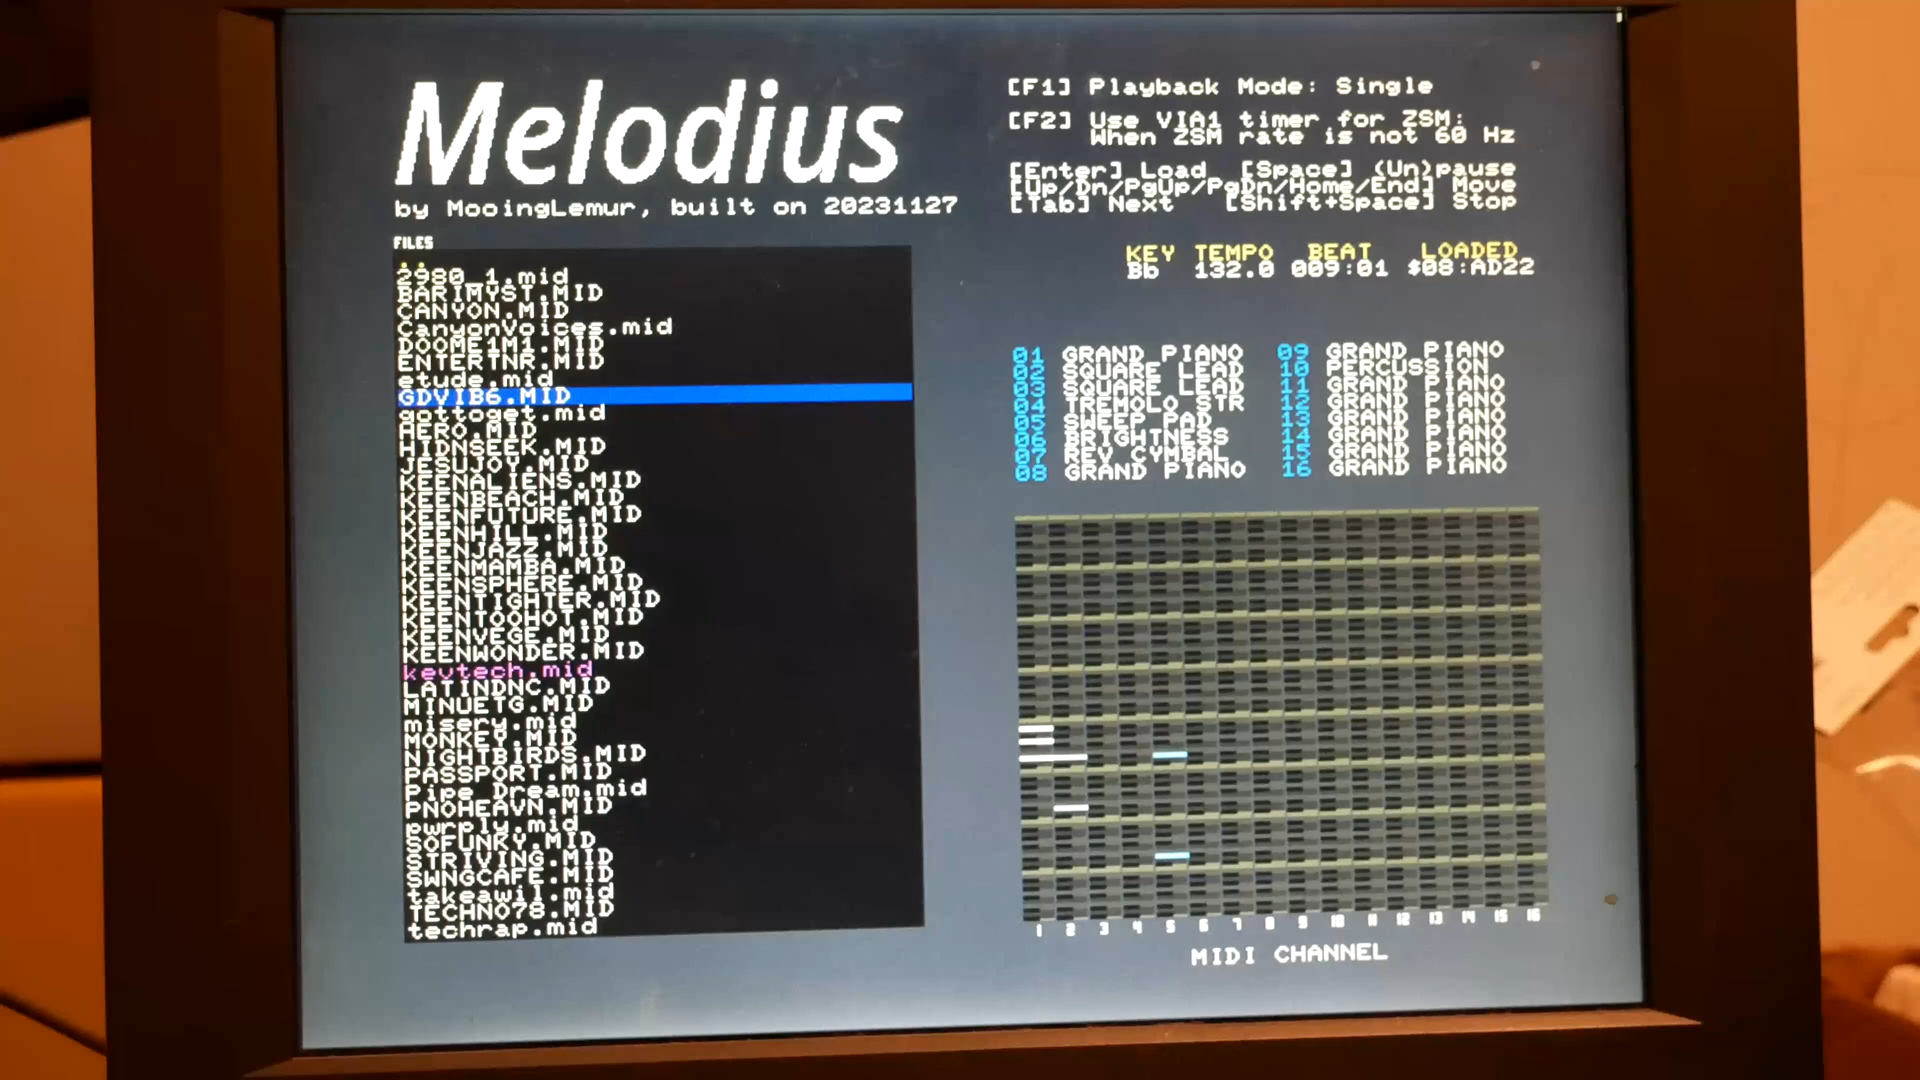 Melodius
by MooingLemur, built on 20231127
[F1] Playback Mode: Single
[F2] Use VIA1 timer for ZSM:
When ZSM rate is not 60 Hz
[Enter] Load [Space] (Un)pause
[Up/Dn/PgUp/PgDn/Home/End] Move
[Tab] Next [Shift+Space] Stop
KEY TEMPO BEAT LOADED
Bb 132.0 009:01 $08:AD22
FILES
..
2980_1.mid
BARIMYST.MID
CANYON.MID
CanyonVoices.mid
DOOME1M1.MID
ENTERTNR.MID
etude.mid
GDVIB6.MID
gottoget.mid
HERO.MID
HIDNSEEK.MID
JESUJOY.MID
KEENALIENS.MID
KEENBEACH.MID
KEENFUTURE.MID
KEENHILL.MID
KEENJAZZ.MID
KEENMAMBA.MID
KEENSPHERE.MID
KEENTIGHTER.MID
KEENTOOHOT.MID
KEENVEGE.MID
KEENWONDER.MID
kevtech.mid
LATINDNC.MID
MINUETG.MID
misery.mid
MONKEY.MID
NIGHTBIRDS.MID
PASSPORT.MID
Pipe Dream.mid
PNOHEAVN.MID
pwrply.mid
SOFUNKY.MID
STRIVING.MID
SWNGCAFE.MID
takeawil.mid
TECHNO78.MID
techrap.mid
01 GRAND PIANO 09 GRAND PIANO
02 SQUARE LEAD 10 PERCUSSION
03 SQUARE LEAD 11 GRAND PIANO
04 TREMOLO STR 12 GRAND PIANO
05 SWEEP PAD 13 GRAND PIANO
06 BRIGHTNESS 14 GRAND PIANO
07 REV CYMBAL 15 GRAND PIANO
08 GRAND PIANO 16 GRAND PIANO
1 2 3 4 5 6 7 8 9 10 11 12 13 14 15 16
MIDI CHANNEL